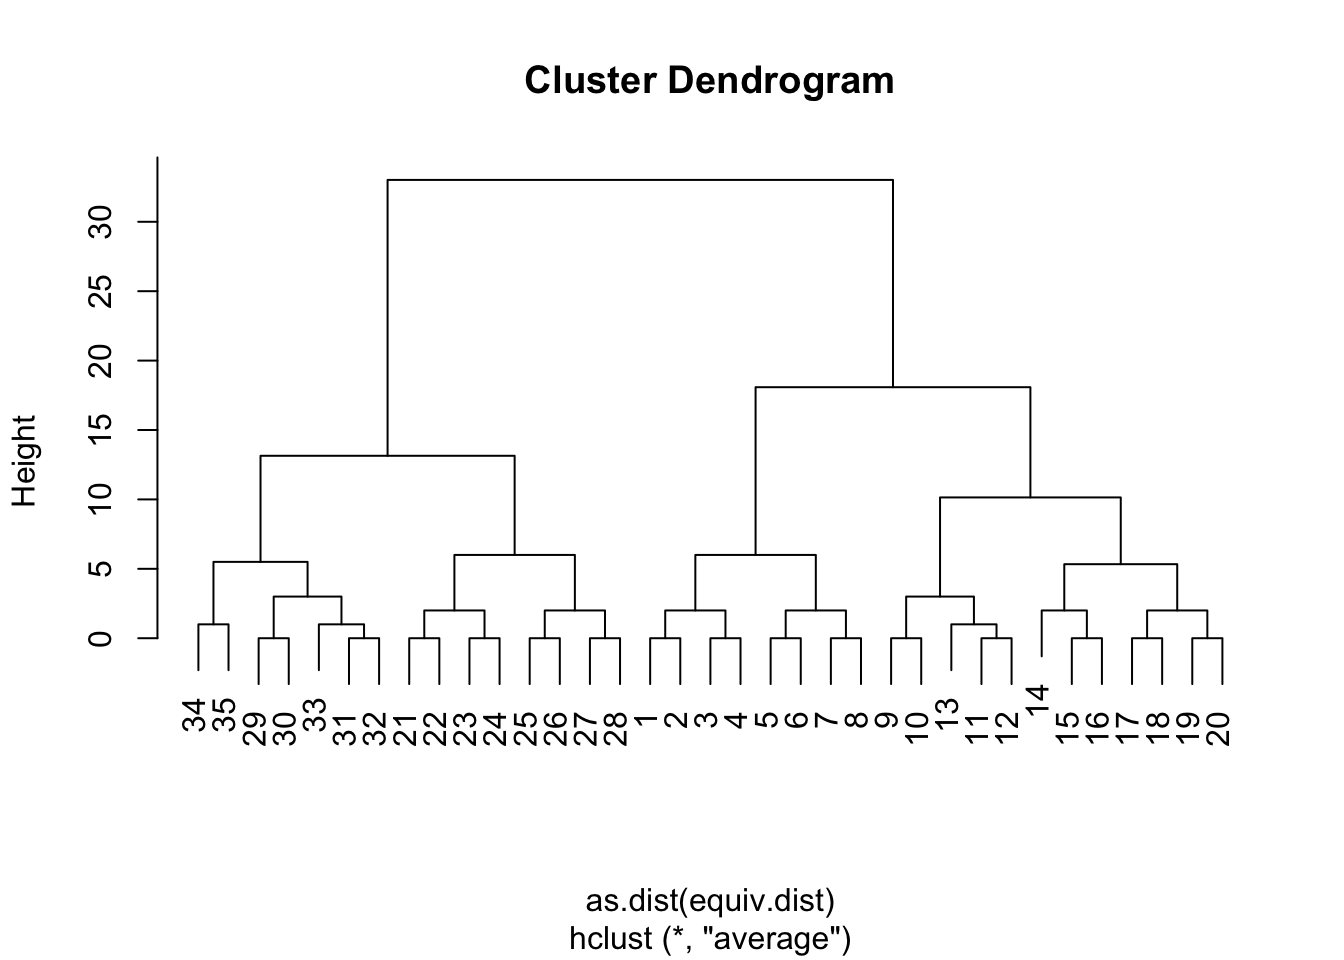 Cluster Dendrogram
Height
0 5 10 15 20 25 30
34 35 29 30 33 31 32 21 22 23 24 25 26 27 28 1 2 3 4 5 6 7 8 9 10 13 11 12 14 15 16 17 18 19 20
as.dist(equiv.dist)
hclust (*, "average")